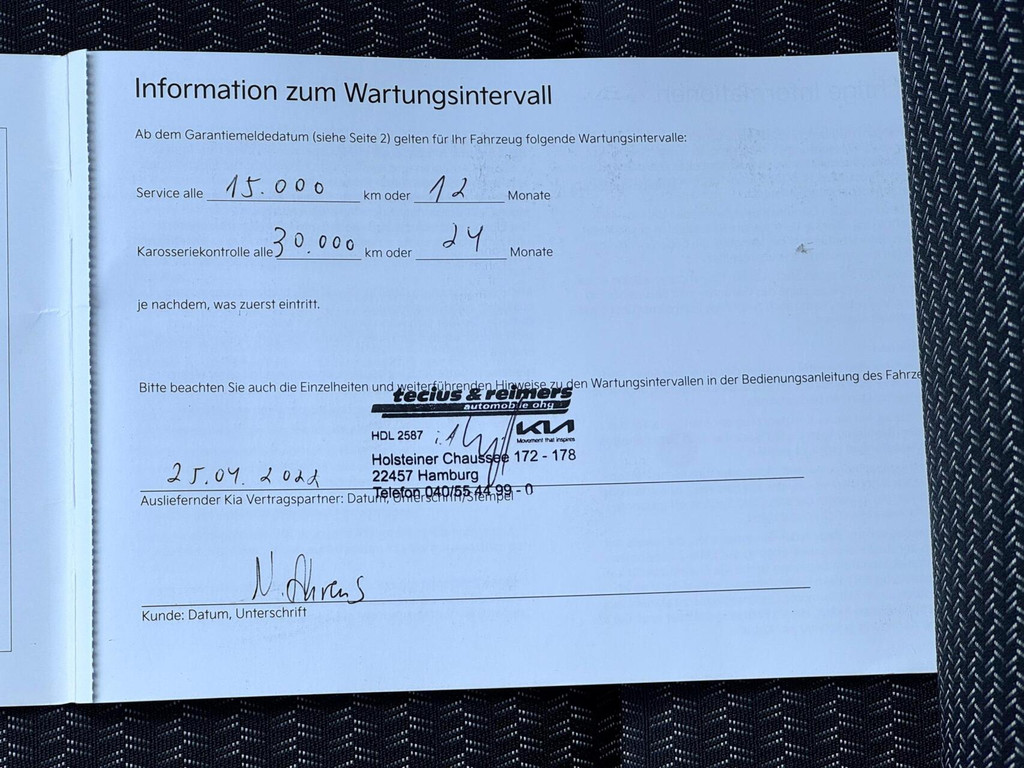 Information zum Wartungsintervall
Ab dem Garantiemeldedatum (siehe Seite 2) gelten für Ihr Fahrzeug folgende Wartungsintervalle:
Service alle 15.000 km oder 12 Monate
Karosseriekontrolle alle 30.000 km oder 24 Monate
je nachdem, was zuerst eintritt.
Bitte beachten Sie auch die Einzelheiten und weiterführenden Hinweise zu den Wartungsintervallen in der Bedienungsanleitung des Fahrze
tecius & reimers
automobile ohg
HDL 2587 i.A. KIA
Movement that inspires
Holsteiner Chaussee 172 - 178
22457 Hamburg
25.04. 2022
Telefon 040/55 44 99 - 0
Ausliefernder Kia Vertragspartner: Datum, Unterschrift/Stempel
N. Ahrens
Kunde: Datum, Unterschrift